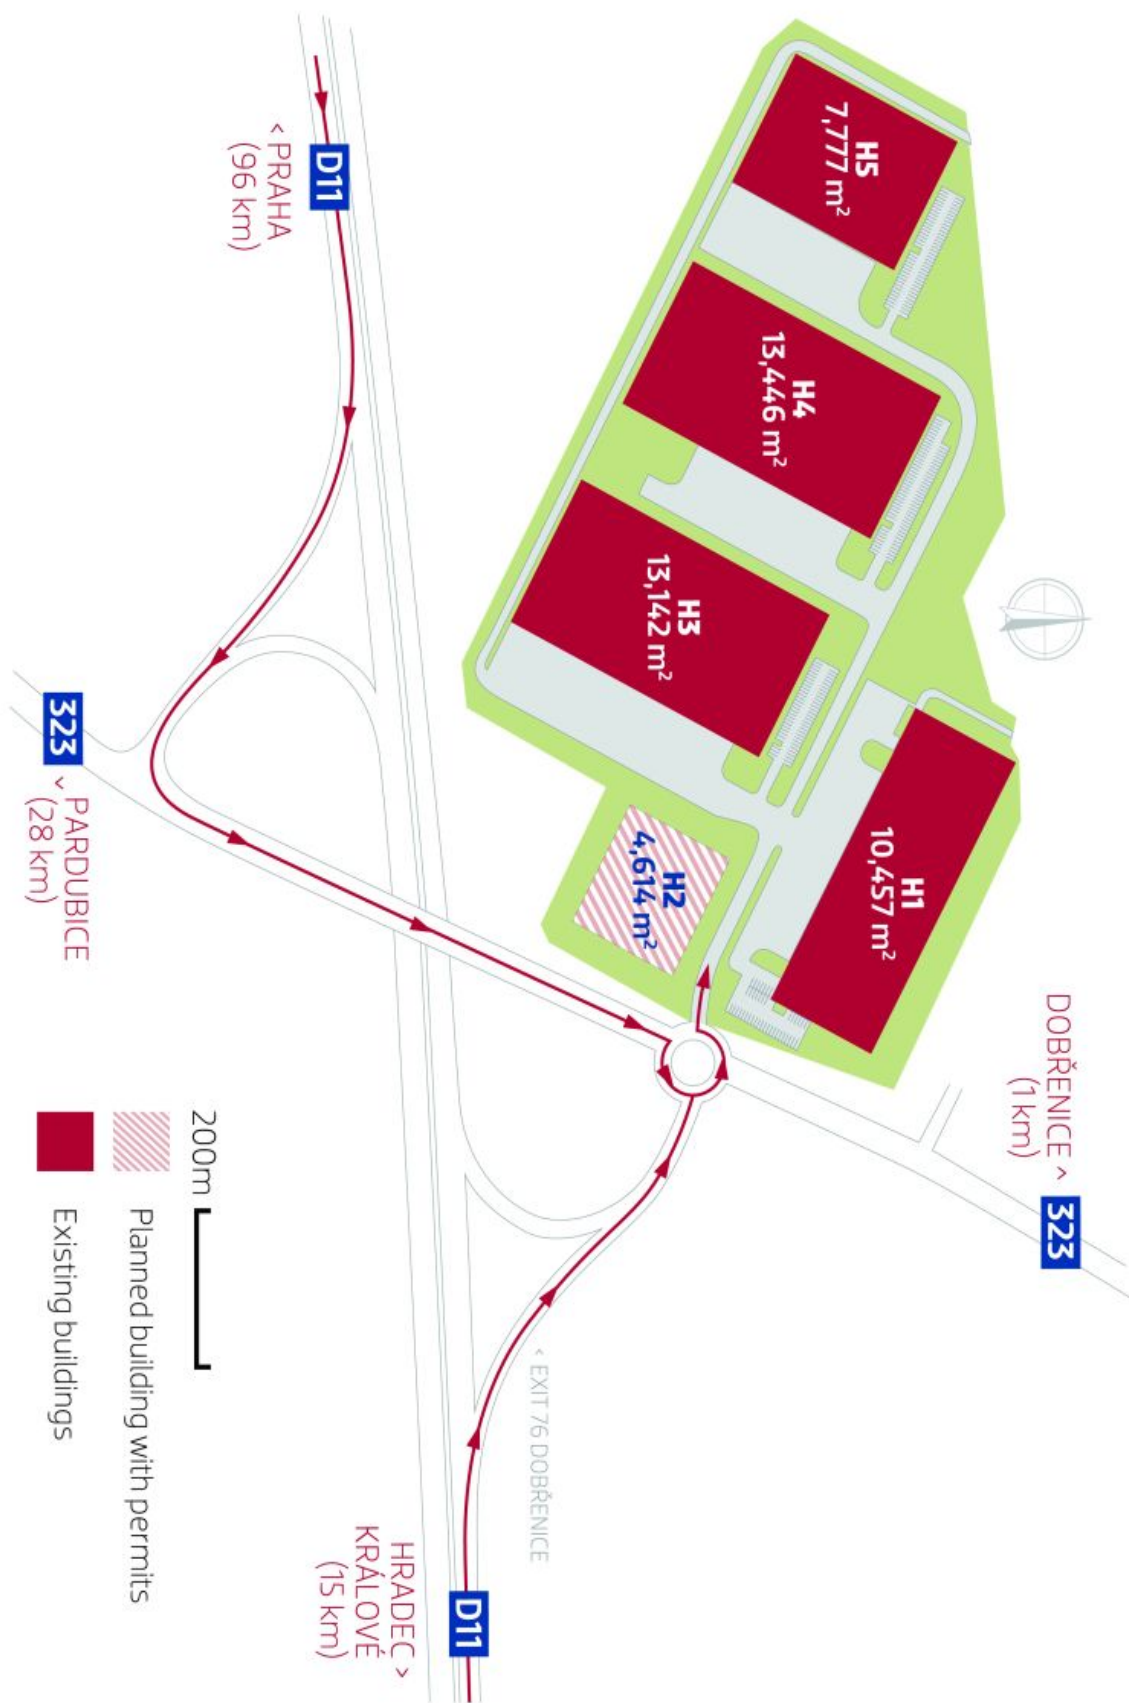 H5
7,777 m²
H4
13,446 m²
H3
13,142 m²
H1
10,457 m²
H2
4,614 m²
DOBŘENICE ^
(1 km)
323
D11
< PRAHA
(96 km)
323
˅ PARDUBICE
(28 km)
< EXIT 76 DOBŘENICE
D11
HRADEC >
KRÁLOVÉ
(15 km)
200m
Planned building with permits
Existing buildings